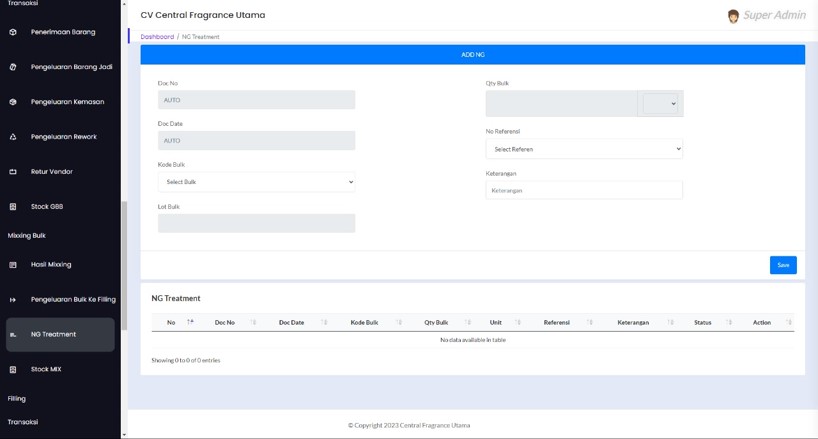 Transaksi
Penerimaan Barang
Pengeluaran Barang Jadi
Pengeluaran Kemasan
Pengeluaran Rework
Retur Vendor
Stock GBB
Mixxing Bulk
Hasil Mixxing
Pengeluaran Bulk Ke Filling
NG Treatment
Stock MIX
Filling
Transaksi
CV Central Fragrance Utama
Super Admin
Dashboard / NG Treatment
ADD NG
Doc No
AUTO
Doc Date
AUTO
Kode Bulk
Select Bulk
Lot Bulk
Qty Bulk
No Referensi
Select Referen
Keterangan
Keterangan
Save
NG Treatment
No Doc No Doc Date Kode Bulk Qty Bulk Unit Referensi Keterangan Status Action
No data available in table
Showing 0 to 0 of 0 entries
© Copyright 2023 Central Fragrance Utama